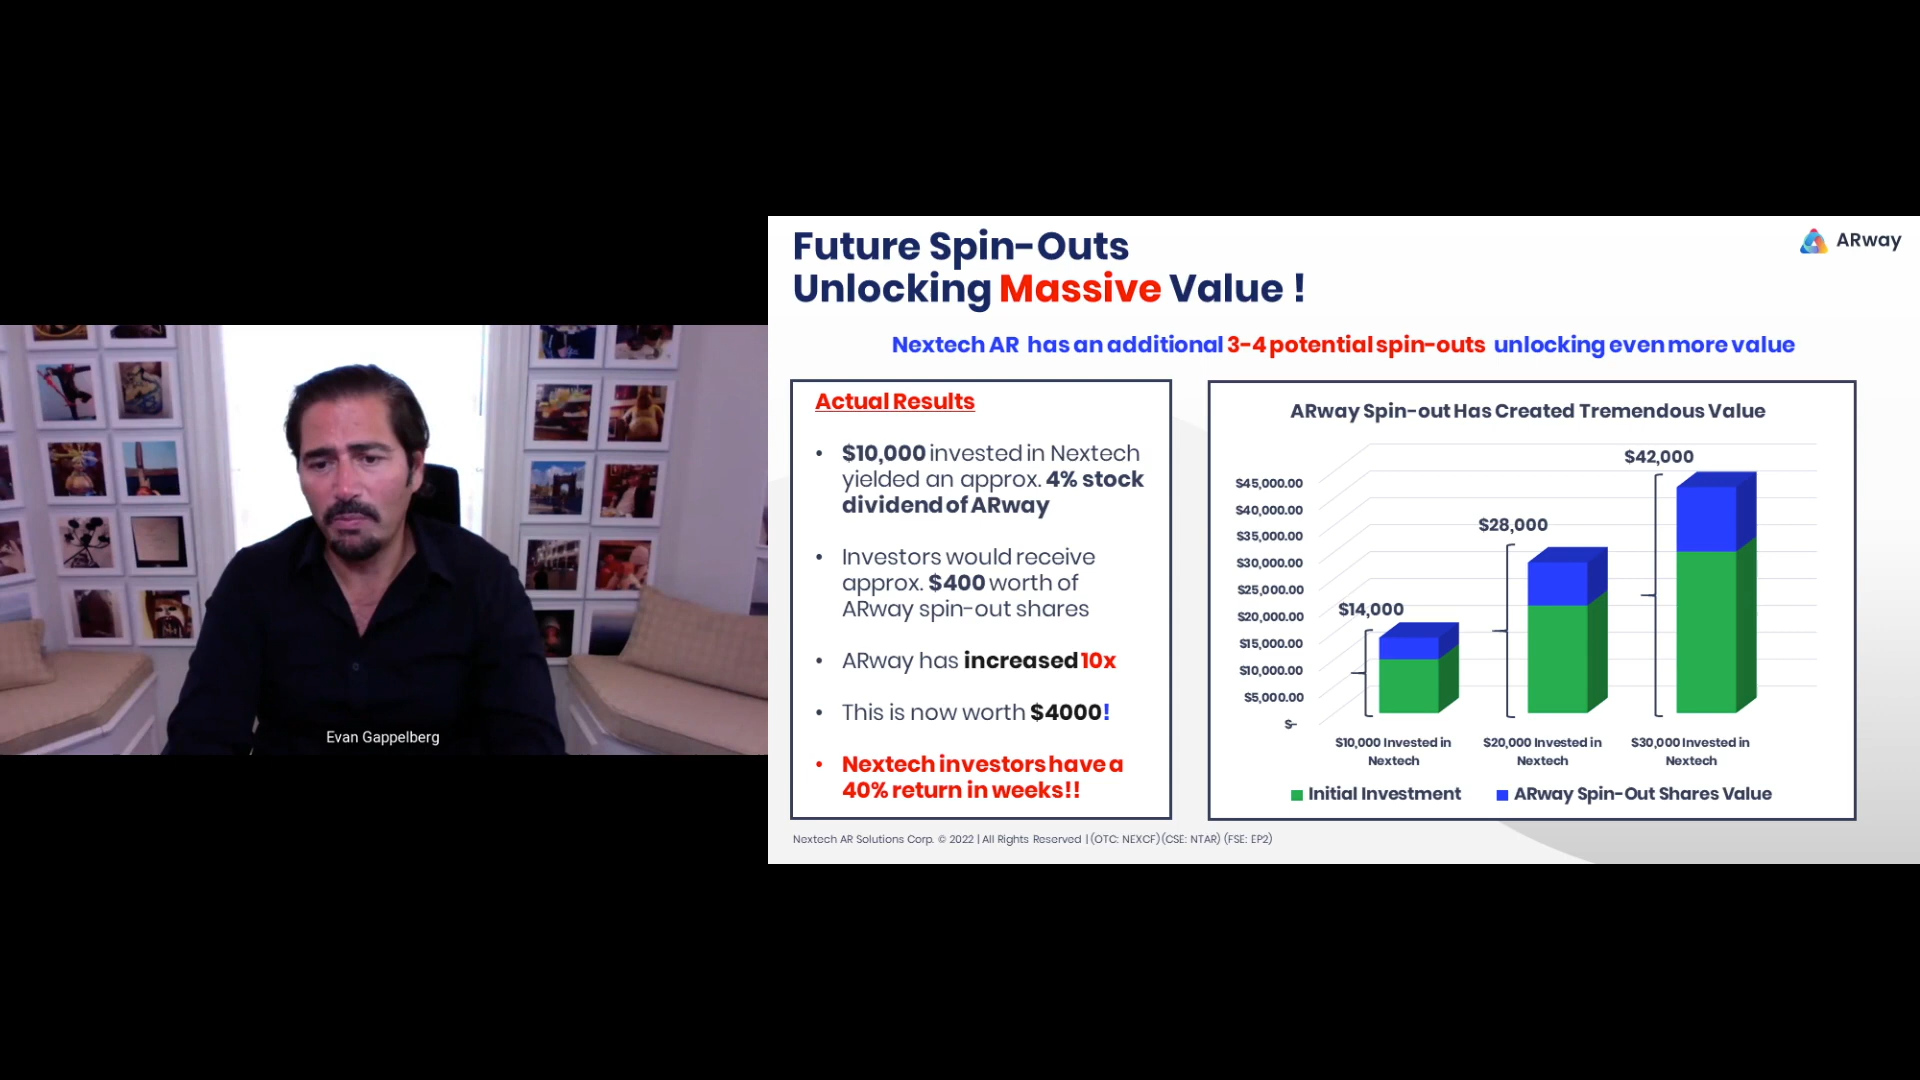 Future Spin-Outs
Unlocking Massive Value !
ARway
Nextech AR has an additional 3-4 potential spin-outs unlocking even more value
Actual Results
• $10,000 invested in Nextech
yielded an approx. 4% stock
dividend of ARway
• Investors would receive
approx. $400 worth of
ARway spin-out shares
• ARway has increased 10x
• This is now worth $4000!
• Nextech investors have a
40% return in weeks!!
ARway Spin-out Has Created Tremendous Value
$45,000.00
$40,000.00
$35,000.00
$30,000.00
$25,000.00
$20,000.00
$15,000.00
$10,000.00
$5,000.00
$-
$14,000
$28,000
$42,000
$10,000 Invested in
Nextech
$20,000 Invested in
Nextech
$30,000 Invested in
Nextech
Initial Investment
ARway Spin-Out Shares Value
Nextech AR Solutions Corp. © 2022 | All Rights Reserved | (OTC: NEXCF) (CSE: NTAR) (FSE: EP2)
Evan Gappelberg